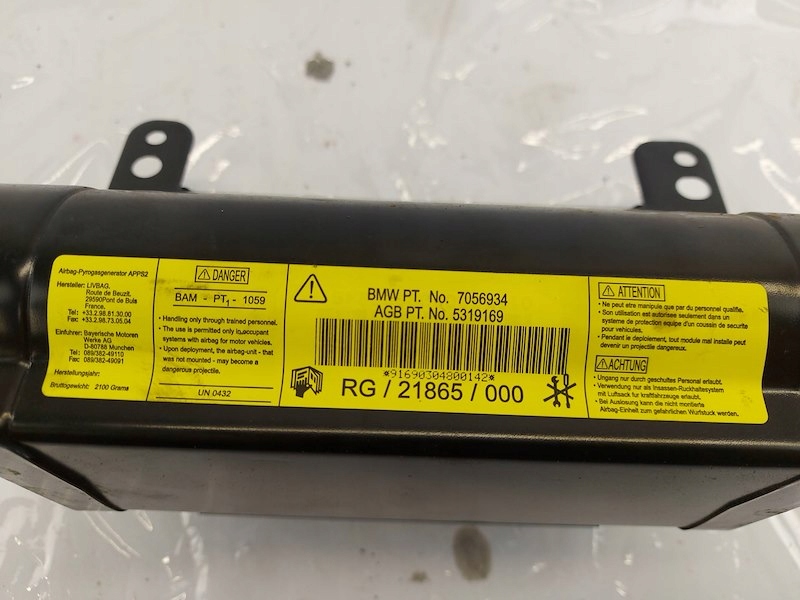 Airbag-Pyrogasgenerator APPS2
Hersteller: LIVBAG,
Route de Beuzit,
29590Pont de Buis
France.
Tel: +33.2.98.81.30.00
Fax: +33.2.98.73.05.04
Einfuhrer: Bayerische Motoren
Werke AG
D-80788 Munchen
Tel: 089/382-49110
Fax: 089/382-49091
Herstellungsjahr:
Bruttogewicht: 2100 Grams
DANGER
BAM - PT1 - 1059
• Handling only through trained personnel.
• The use is permitted only in occupant
systems with airbag for motor vehicles.
• Upon deployment, the airbag-unit - that
was not mounted - may become a
dangerous projectile.
UN 0432
BMW PT. No. 7056934
AGB PT. No. 5319169
*91690304800142*
RG / 21865 / 000
ATTENTION
• Ne peut etre manipule que par du personnel qualifie.
• Son utilisation est autorisee seulement dans un
systeme de protection equipe d'un coussin de securite
pour vehicules.
• Pendant le deploiement, tout module mal installe peut
devenir un projectile dangereux.
ACHTUNG
• Ungang nur durch geschultes Personal erlaubt.
• Verwendung nur als Insassen-Ruckhaltesystem
mit Luftsack fur kraftfahrzeuge erlaubt.
• Bei Auslosung kann die nicht montierte
Airbag-Einheit zum gefahrlichen Wurfstuck werden.